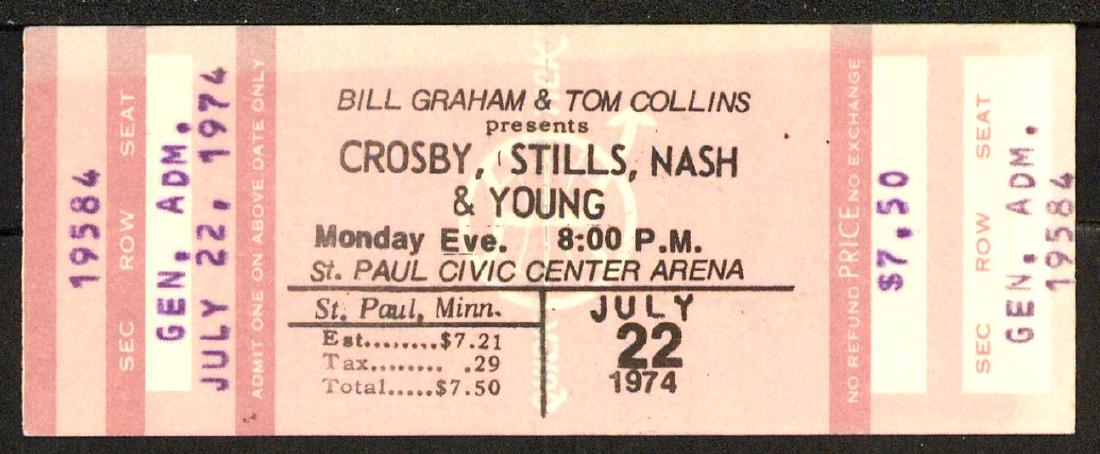 19584
SEC ROW SEAT
GEN. ADM.
JULY 22, 1974
ADMIT ONE ON ABOVE DATE ONLY
BILL GRAHAM & TOM COLLINS
presents
CROSBY, STILLS, NASH
& YOUNG
Monday Eve. 8:00 P.M.
St. PAUL CIVIC CENTER ARENA
St. Paul, Minn.
Est........$7.21
Tax........ .29
Total.....$7.50
JULY
22
1974
NO REFUND PRICE NO EXCHANGE
$7.50
SEC ROW SEAT
GEN. ADM.
19584